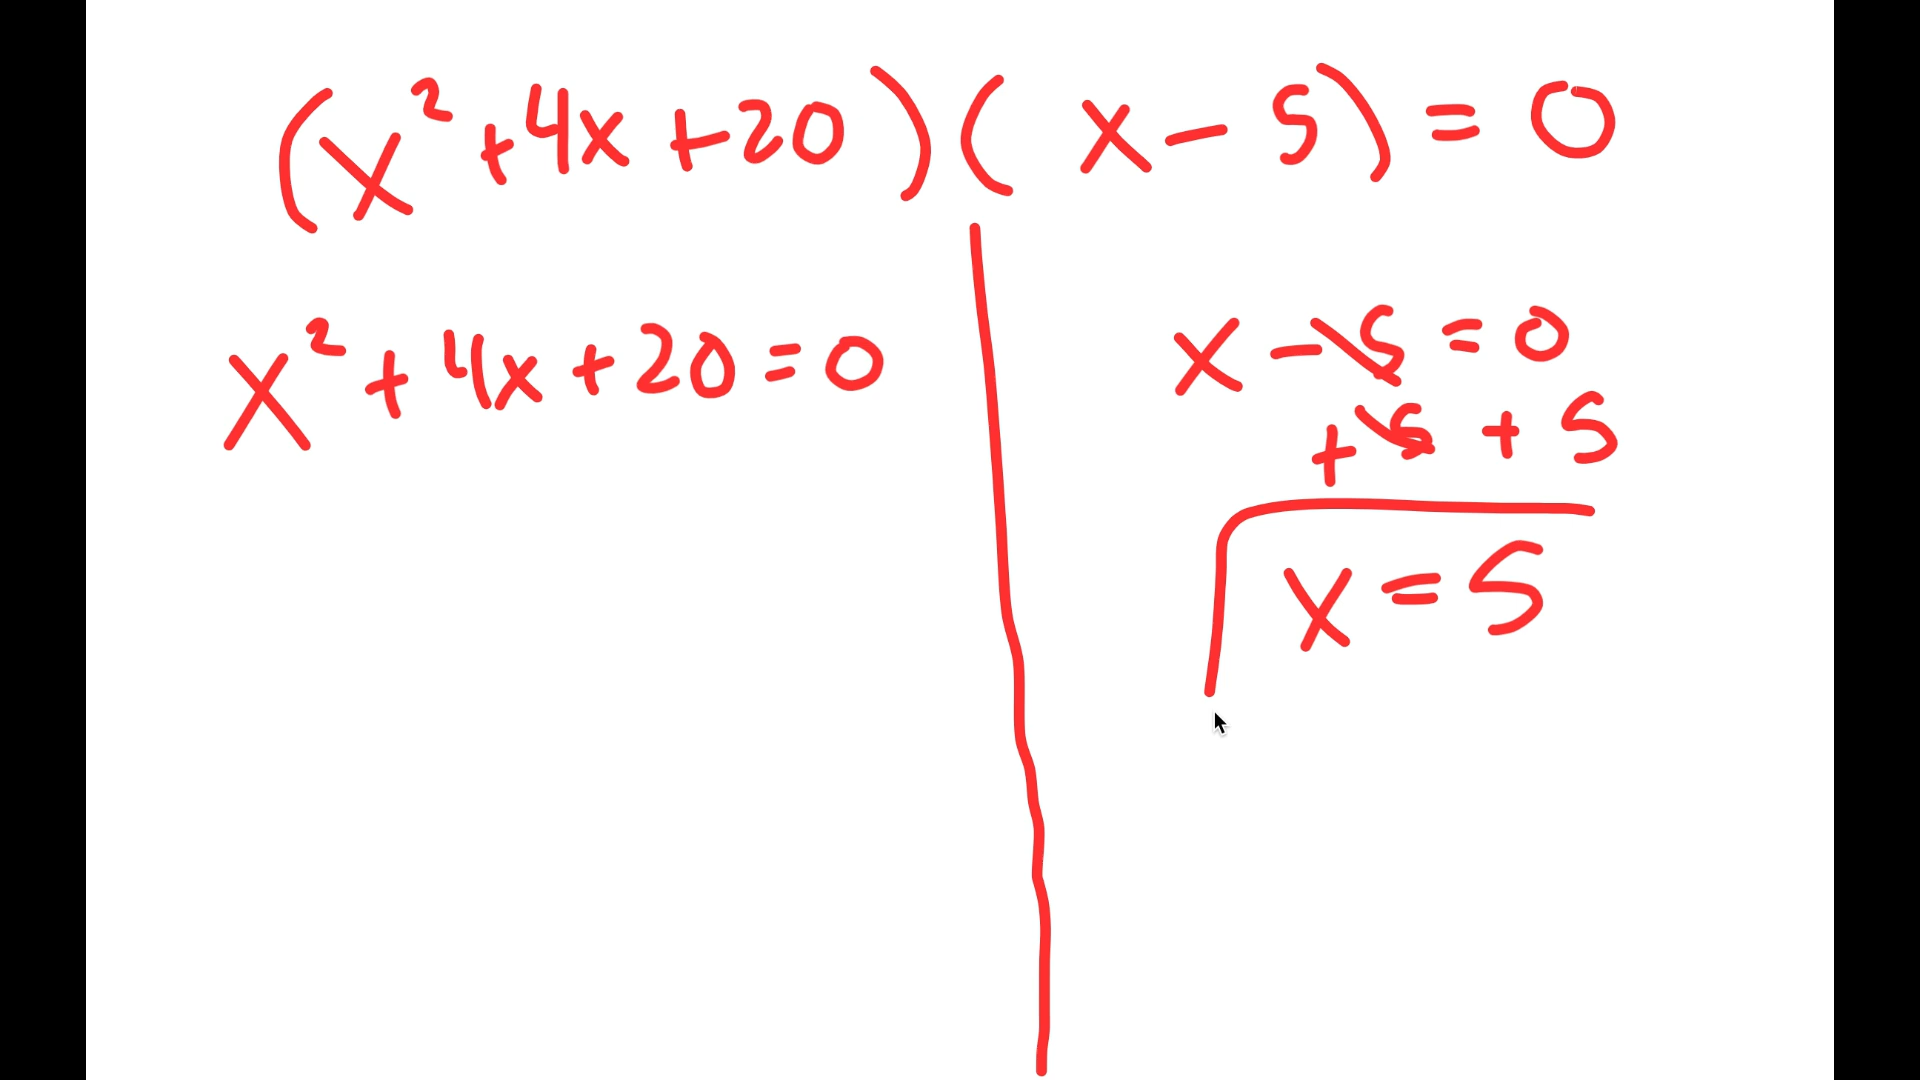 (x² + 4x + 20)(x - 5) = 0
x² + 4x + 20 = 0
x - 5 = 0
+ 5 + 5
x = 5